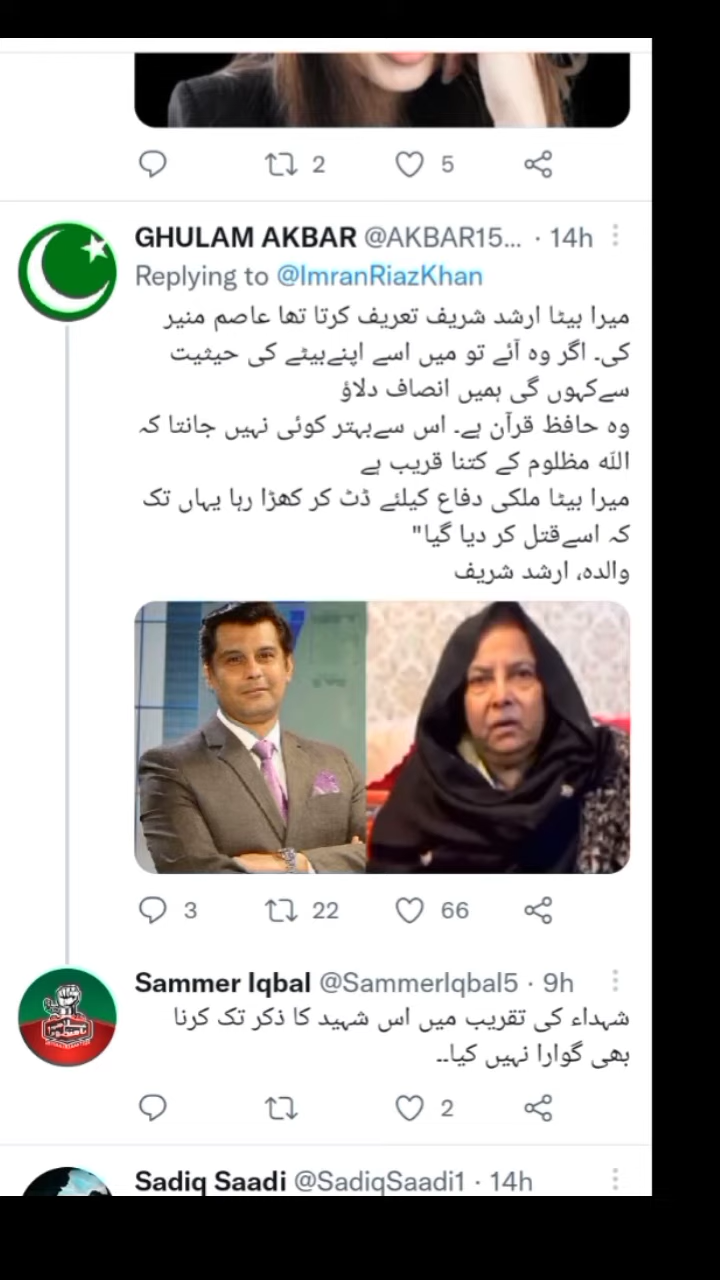 2
5
GHULAM AKBAR @AKBAR15... · 14h
Replying to @ImranRiazKhan
میرا بیٹا ارشد شریف تعریف کرتا تھا عاصم منیر
کی۔ اگر وہ آئے تو میں اسے اپنےبیٹے کی حیثیت
سےکہوں گی ہمیں انصاف دلاؤ
وہ حافظ قرآن ہے۔ اس سےبہتر کوئی نہیں جانتا کہ
اللہ مظلوم کے کتنا قریب ہے
میرا بیٹا ملکی دفاع کیلئے ڈٹ کر کھڑا رہا یہاں تک
کہ اسےقتل کر دیا گیا"
والدہ، ارشد شریف
3
22
66
Sammer Iqbal @SammerIqbal5 · 9h
شہداء کی تقریب میں اس شہید کا ذکر تک کرنا
بھی گوارا نہیں کیا۔۔
2
Sadiq Saadi @SadiqSaadi1 · 14h